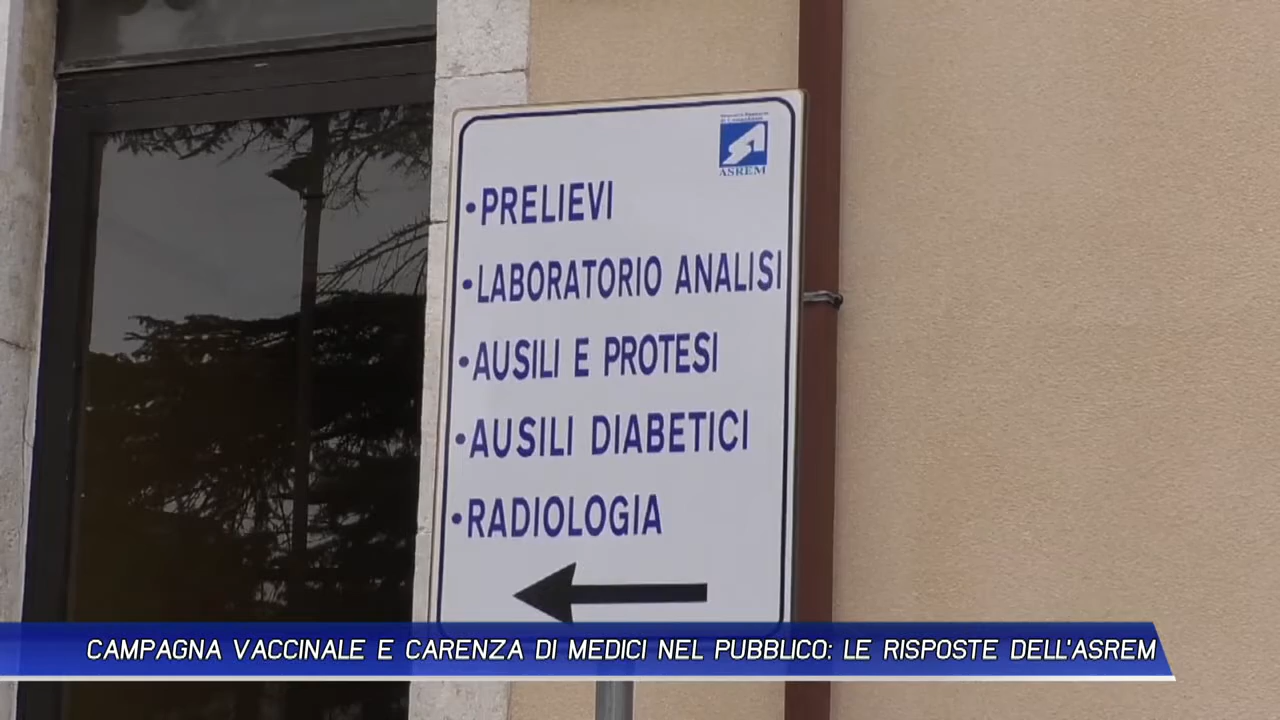 ASREM
•PRELIEVI
•LABORATORIO ANALISI
•AUSILI E PROTESI
•AUSILI DIABETICI
•RADIOLOGIA
CAMPAGNA VACCINALE E CARENZA DI MEDICI NEL PUBBLICO: LE RISPOSTE DELL'ASREM